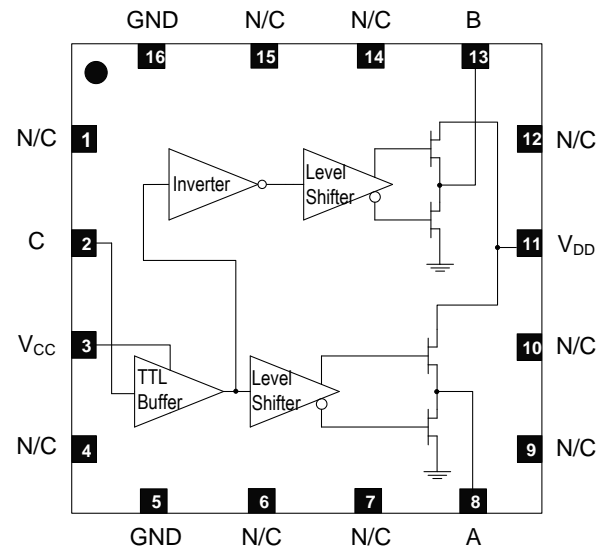 GND N/C N/C B
16 15 14 13
N/C 1 12 N/C
Inverter
Level
Shifter
C 2 11 V_DD
V_CC 3 10 N/C
TTL
Buffer
Level
Shifter
N/C 4 9 N/C
5 6 7 8
GND N/C N/C A